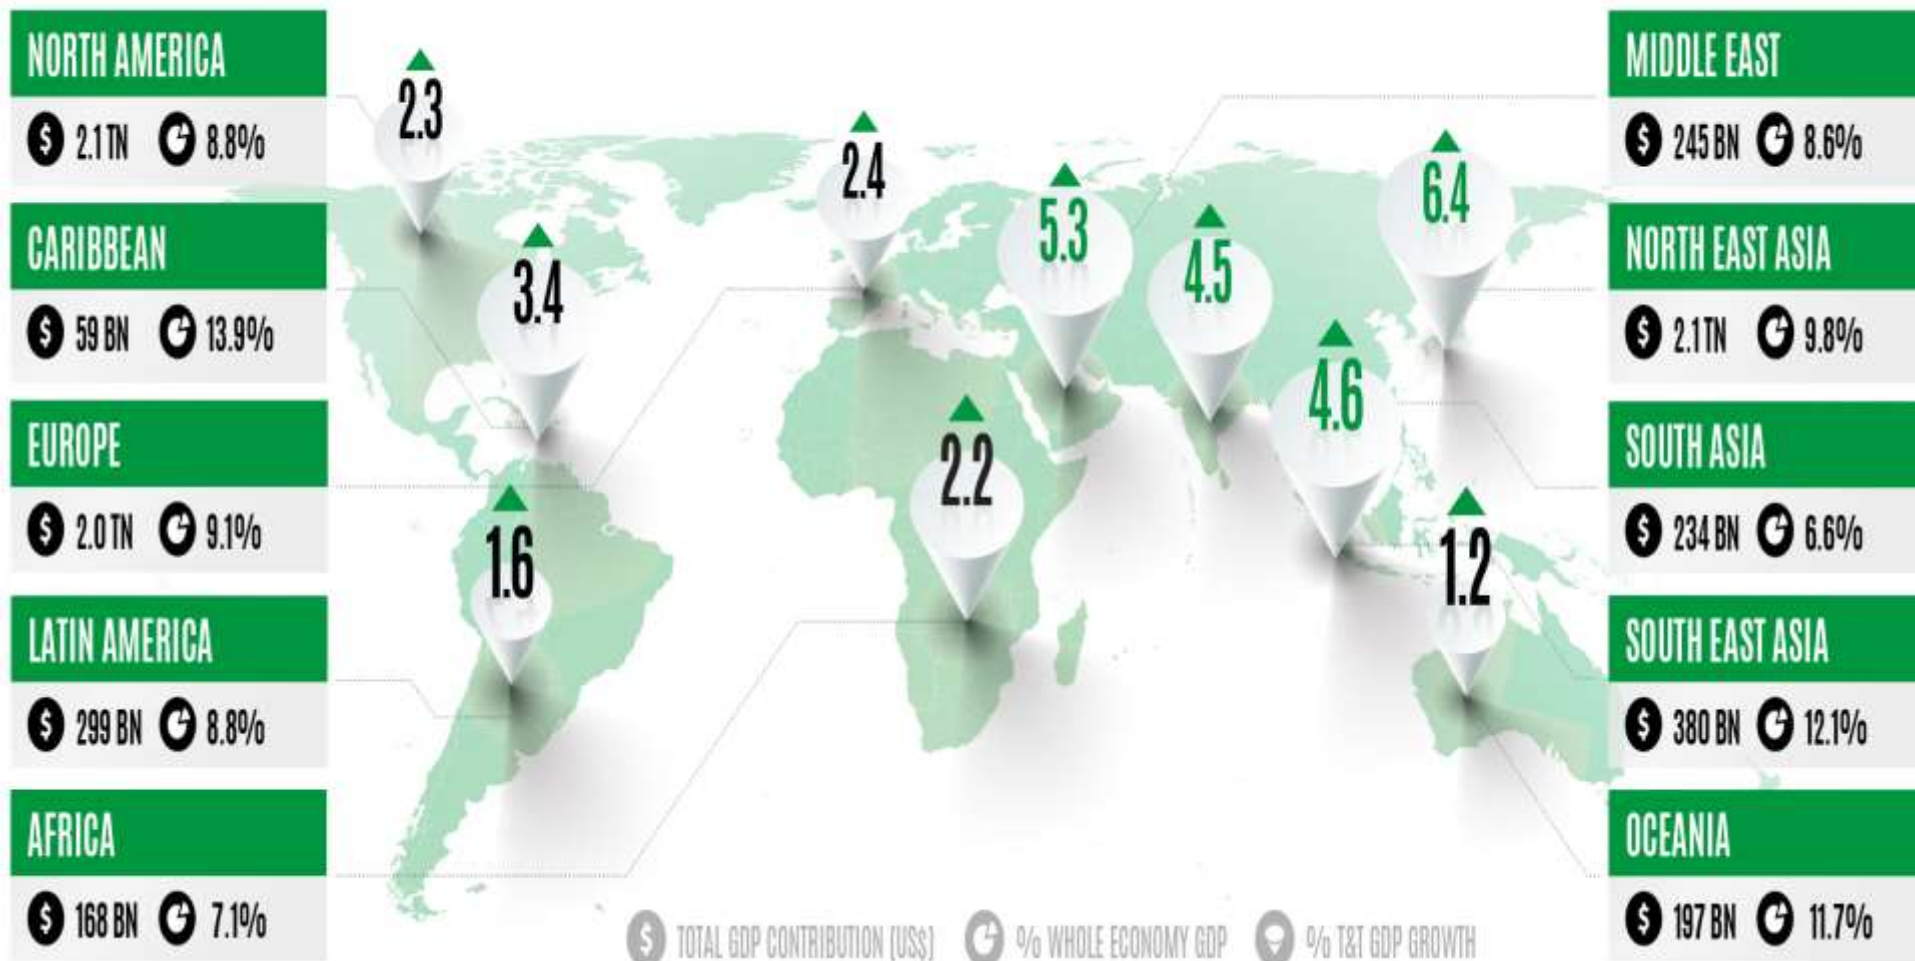 NORTH AMERICA
$ 2.1 TN 8.8%
CARIBBEAN
$ 59 BN 13.9%
EUROPE
$ 2.0 TN 9.1%
LATIN AMERICA
$ 299 BN 8.8%
AFRICA
$ 168 BN 7.1%
2.3
3.4
1.6
2.4
5.3
2.2
4.5
6.4
4.6
1.2
MIDDLE EAST
$ 245 BN 8.6%
NORTH EAST ASIA
$ 2.1 TN 9.8%
SOUTH ASIA
$ 234 BN 6.6%
SOUTH EAST ASIA
$ 380 BN 12.1%
OCEANIA
$ 197 BN 11.7%
$ TOTAL GDP CONTRIBUTION (US$) % WHOLE ECONOMY GDP % T&T GDP GROWTH